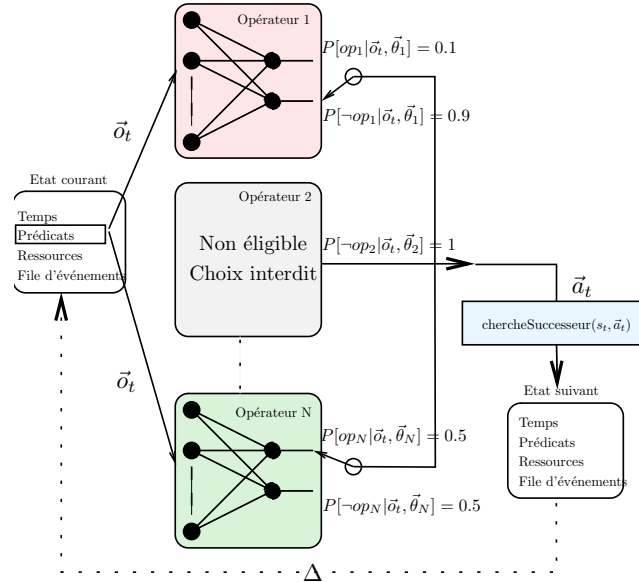 Opérateur 1
$P[op_1|\vec{o}_t, \vec{\theta}_1] = 0.1$
$P[\neg op_1|\vec{o}_t, \vec{\theta}_1] = 0.9$
$\vec{o}_t$
Etat courant
Temps
Prédicats
Ressources
File d'événements
Opérateur 2
Non éligible
Choix interdit
$P[\neg op_2|\vec{o}_t, \vec{\theta}_2] = 1$
$\vec{a}_t$
chercheSuccesseur($s_t, \vec{a}_t$)
$\vec{o}_t$
Etat suivant
Temps
Prédicats
Ressources
File d'événements
Opérateur N
$P[op_N|\vec{o}_t, \vec{\theta}_N] = 0.5$
$P[\neg op_N|\vec{o}_t, \vec{\theta}_N] = 0.5$
Δ